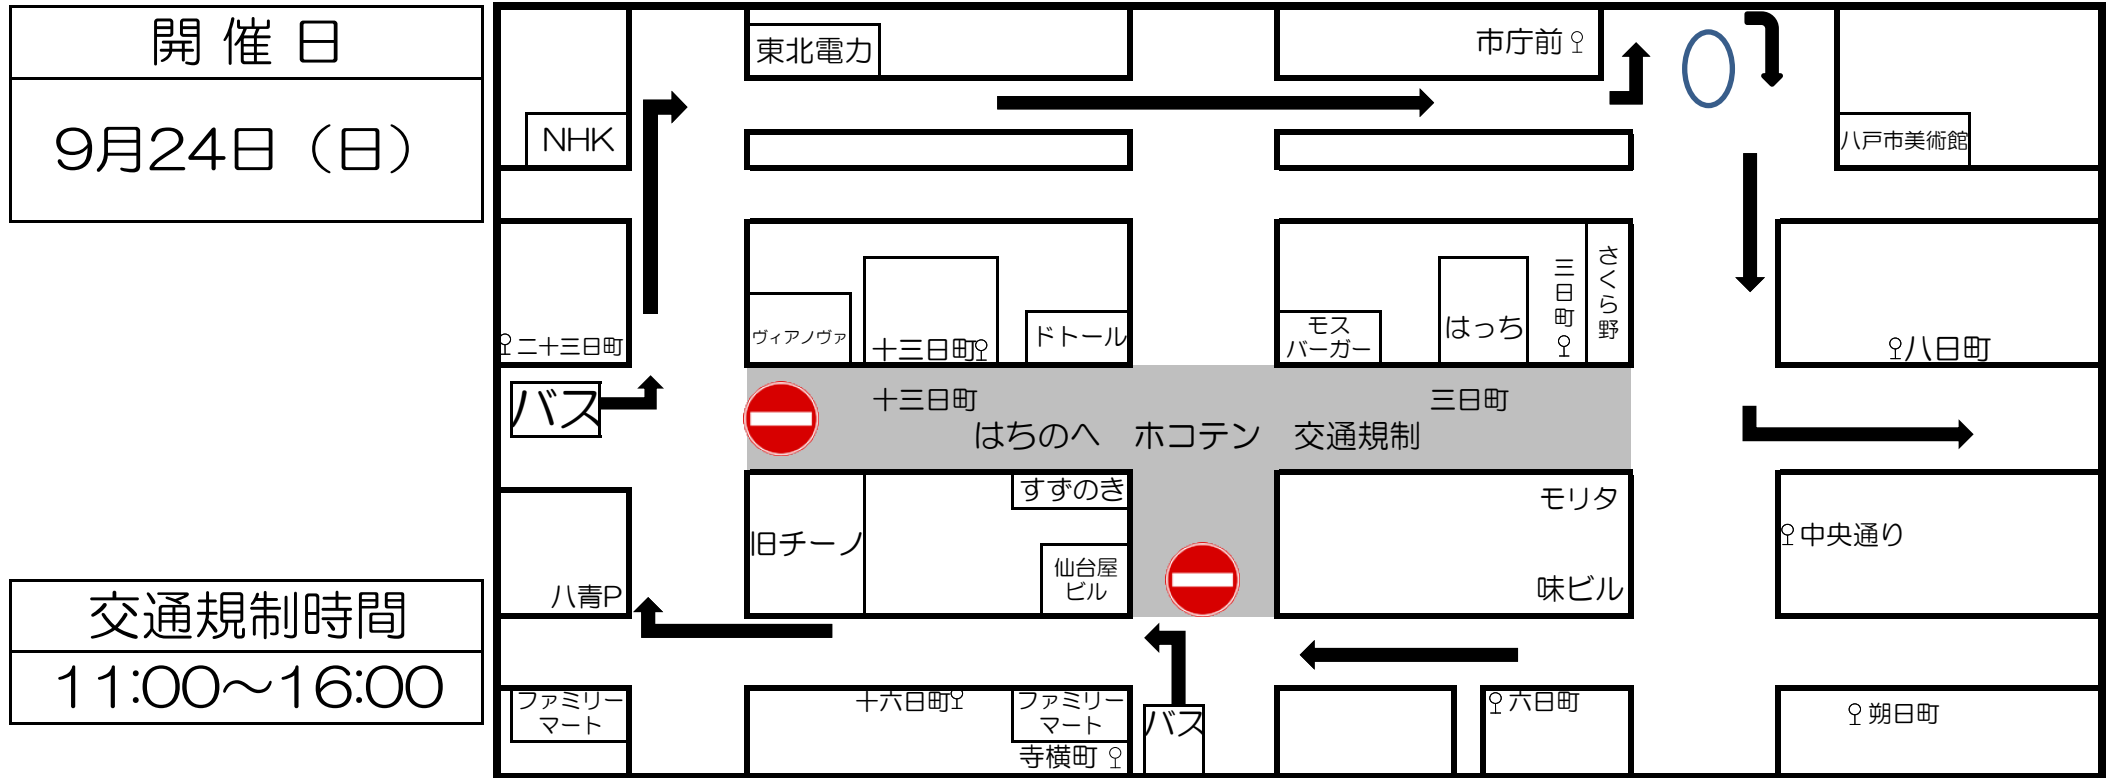 開 催 日
9月24日（日）
交通規制時間
11:00～16:00
東北電力
市庁前
NHK
八戸市美術館
二十三日町
ヴィアノヴァ
十三日町
ドトール
モス
バーガー
はっち
三日町
さくら野
八日町
バス
十三日町
三日町
はちのへ　ホコテン　交通規制
旧チーノ
すずのき
仙台屋
ビル
モリタ
味ビル
中央通り
八青P
ファミリー
マート
十六日町
ファミリー
マート
寺横町
バス
六日町
朔日町